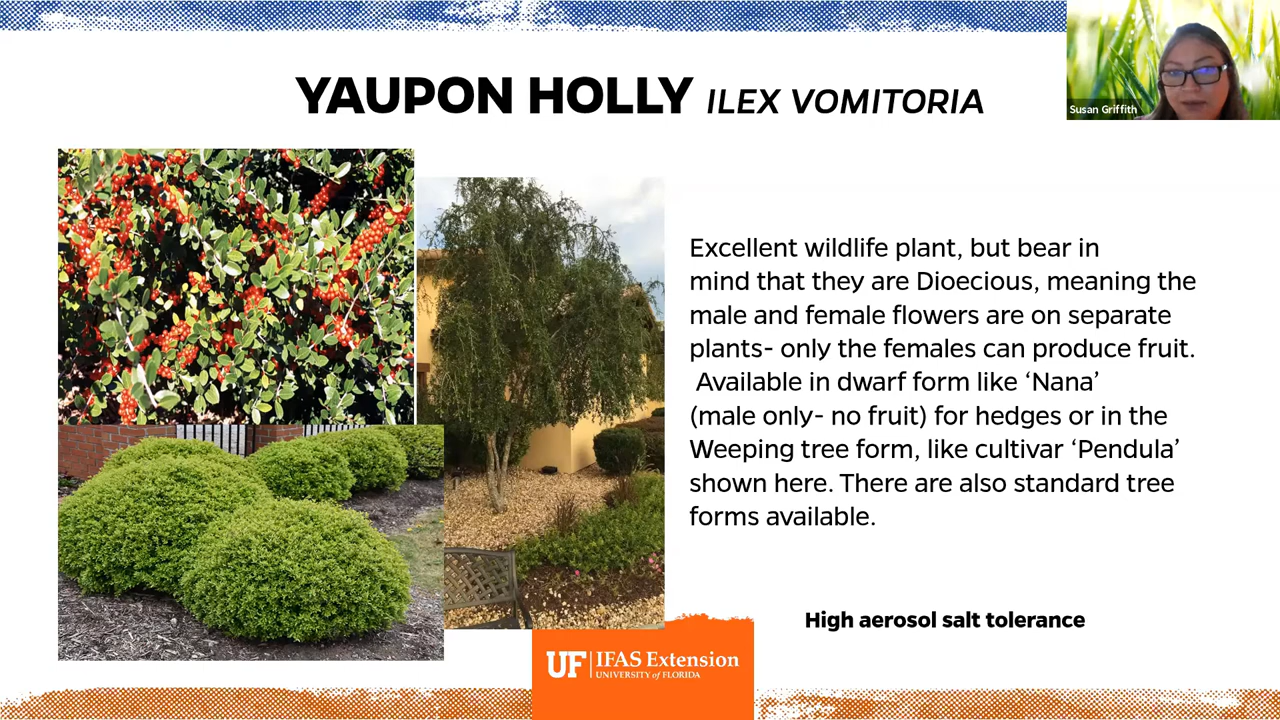 YAUPON HOLLY ILEX VOMITORIA
Susan Griffith
Excellent wildlife plant, but bear in
mind that they are Dioecious, meaning the
male and female flowers are on separate
plants- only the females can produce fruit.
Available in dwarf form like ‘Nana’
(male only- no fruit) for hedges or in the
Weeping tree form, like cultivar ‘Pendula’
shown here. There are also standard tree
forms available.
High aerosol salt tolerance
UF IFAS Extension
UNIVERSITY of FLORIDA